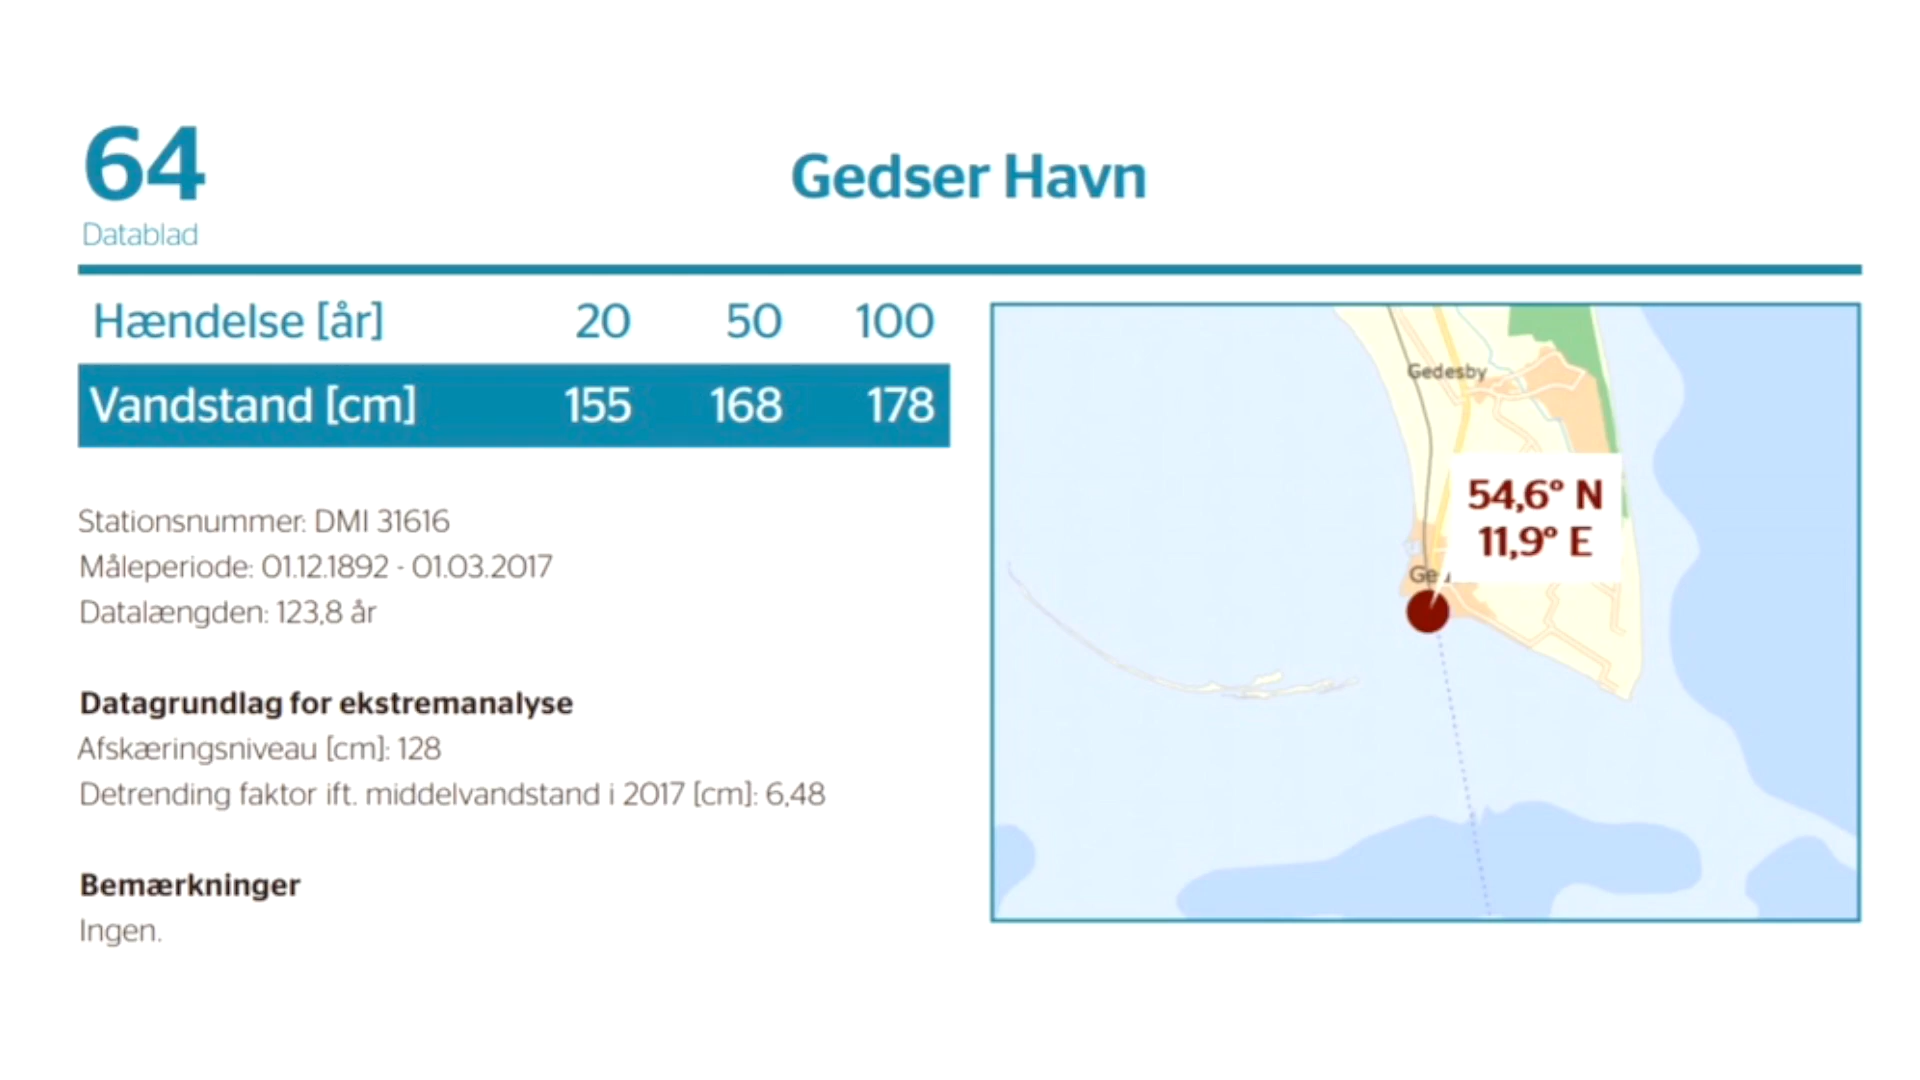 64
Datablad
Gedser Havn
Hændelse [år] 20 50 100
Vandstand [cm] 155 168 178
Stationsnummer: DMI 31616
Måleperiode: 01.12.1892 - 01.03.2017
Datalængden: 123,8 år
Datagrundlag for ekstremanalyse
Afskæringsniveau [cm]: 128
Detrending faktor ift. middelvandstand i 2017 [cm]: 6,48
Bemærkninger
Ingen.
Gedesby
54,6° N
11,9° E